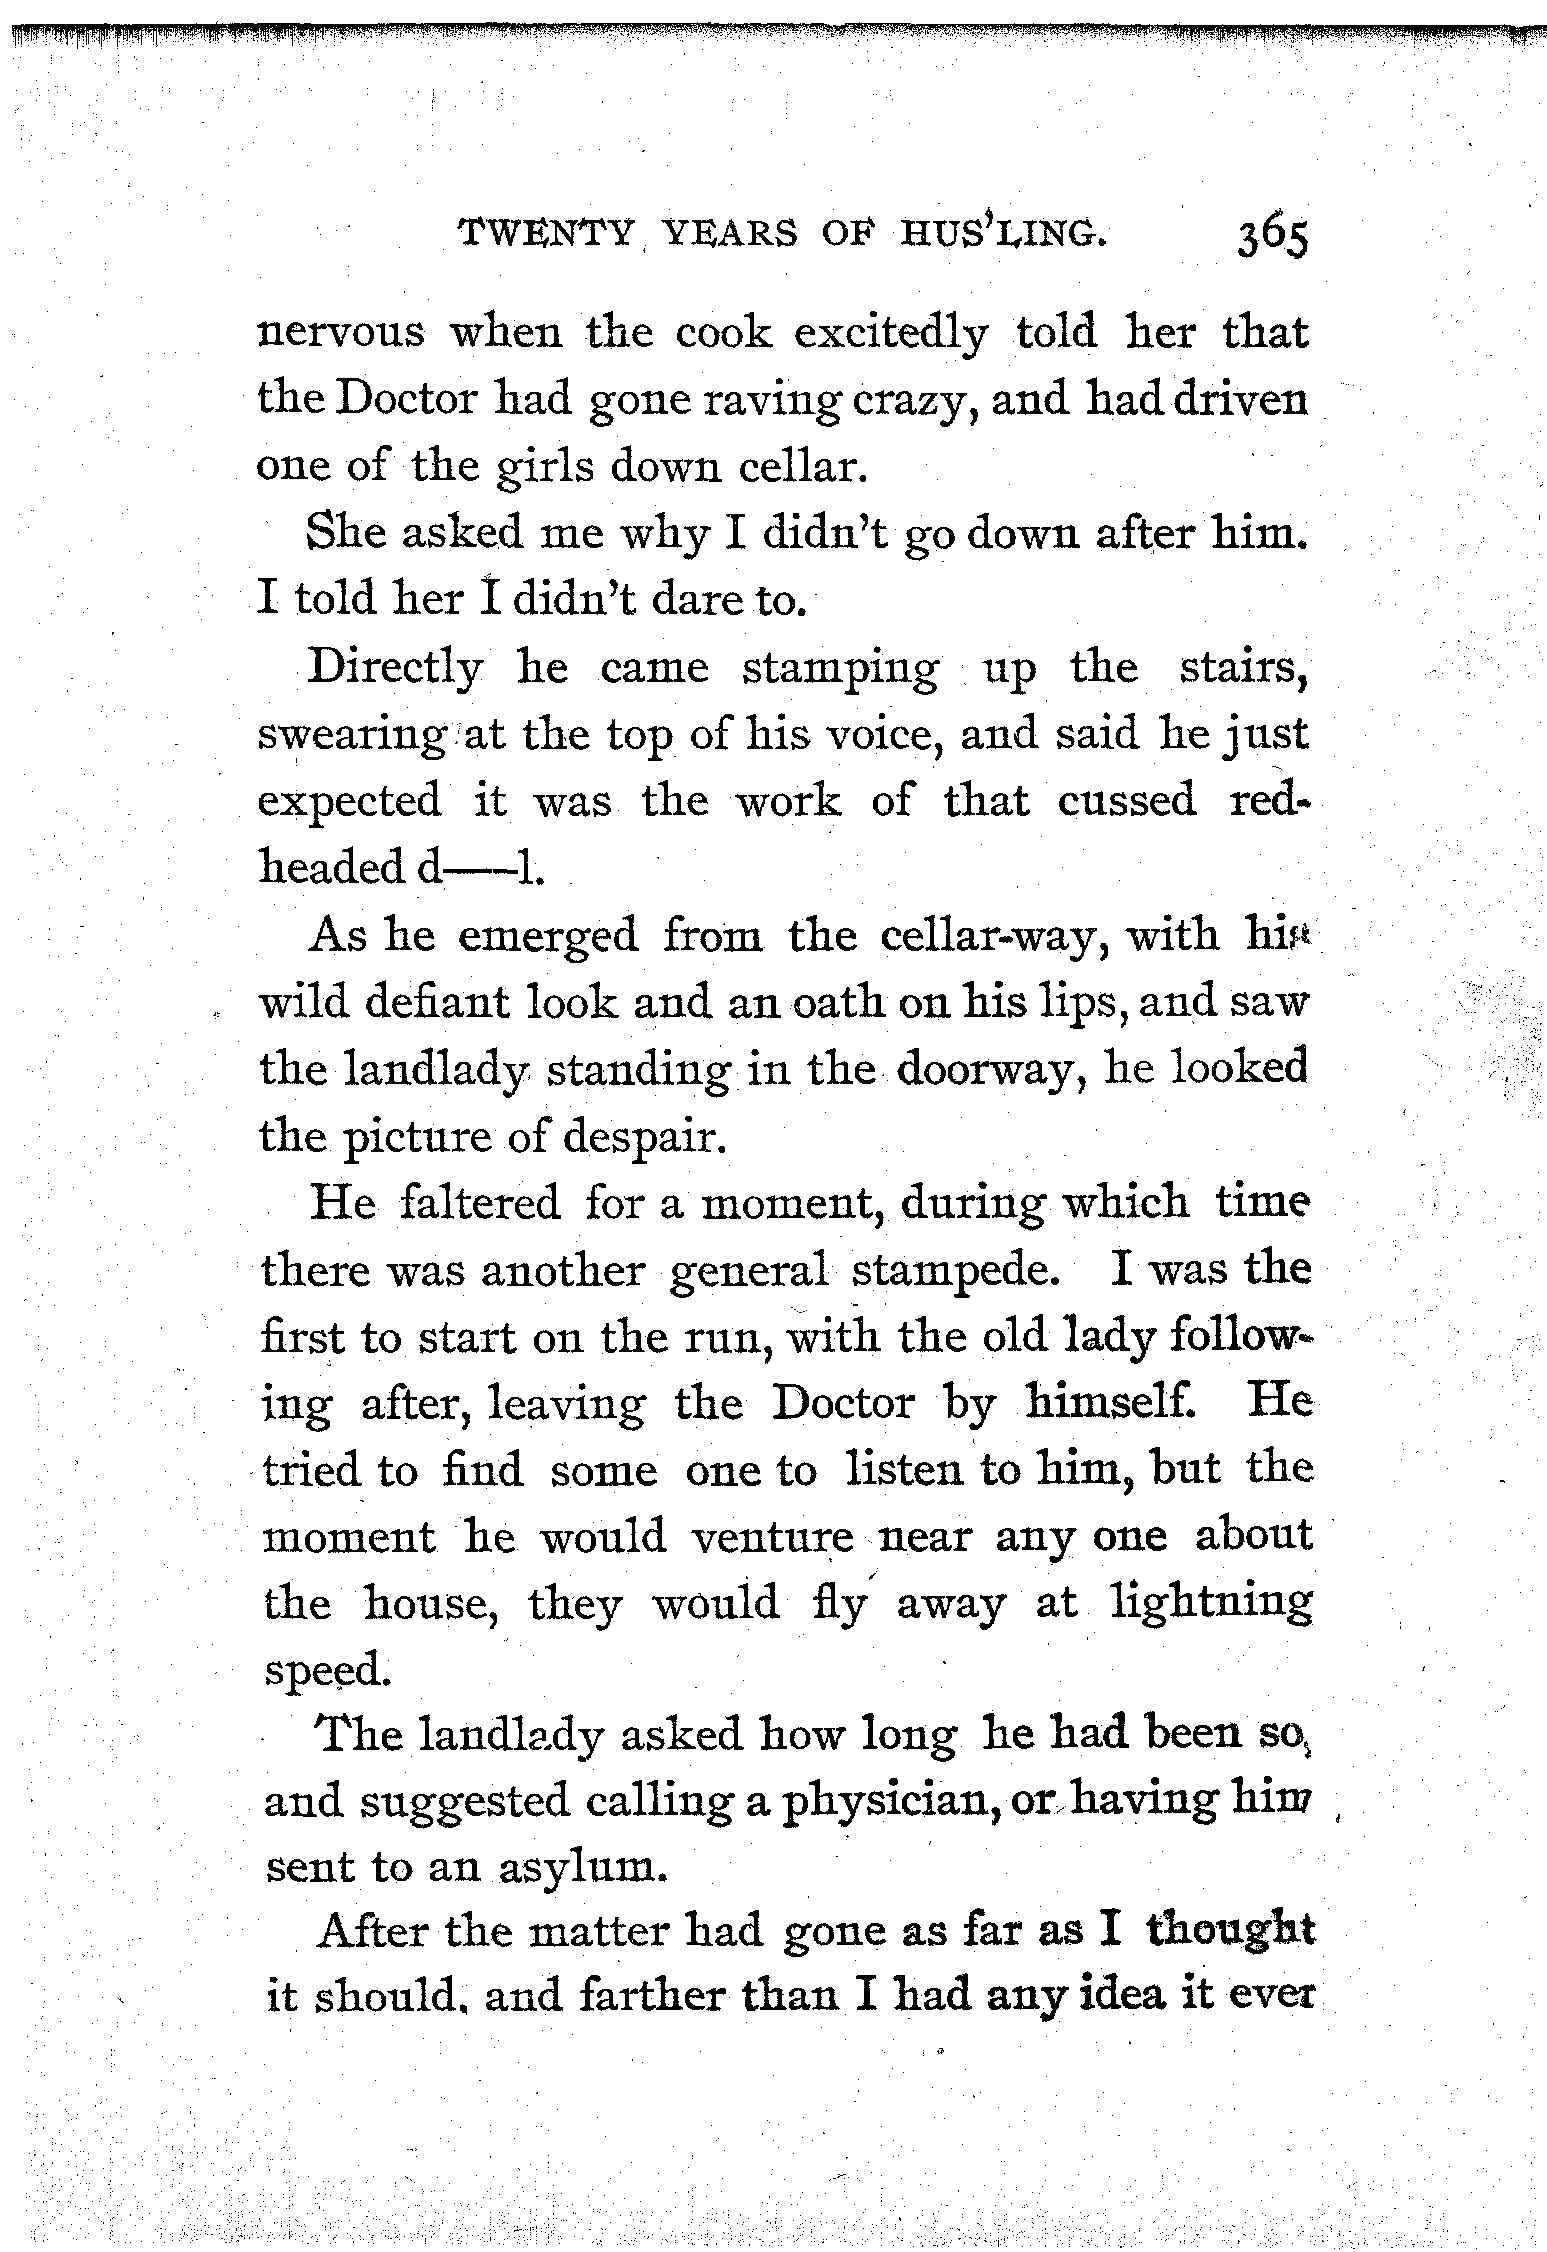 TWENTY YEARS OF HUS'LING. 365
nervous when the cook excitedly told her that
the Doctor had gone raving crazy, and had driven
one of the girls down cellar.
She asked me why I didn't go down after him.
I told her I didn't dare to.
Directly he came stamping up the stairs,
swearing at the top of his voice, and said he just
expected it was the work of that cussed red-
headed d——l.
As he emerged from the cellar-way, with his
wild defiant look and an oath on his lips, and saw
the landlady standing in the doorway, he looked
the picture of despair.
He faltered for a moment, during which time
there was another general stampede. I was the
first to start on the run, with the old lady follow-
ing after, leaving the Doctor by himself. He
tried to find some one to listen to him, but the
moment he would venture near any one about
the house, they would fly away at lightning
speed.
The landlady asked how long he had been so,
and suggested calling a physician, or having him
sent to an asylum.
After the matter had gone as far as I thought
it should, and farther than I had any idea it ever